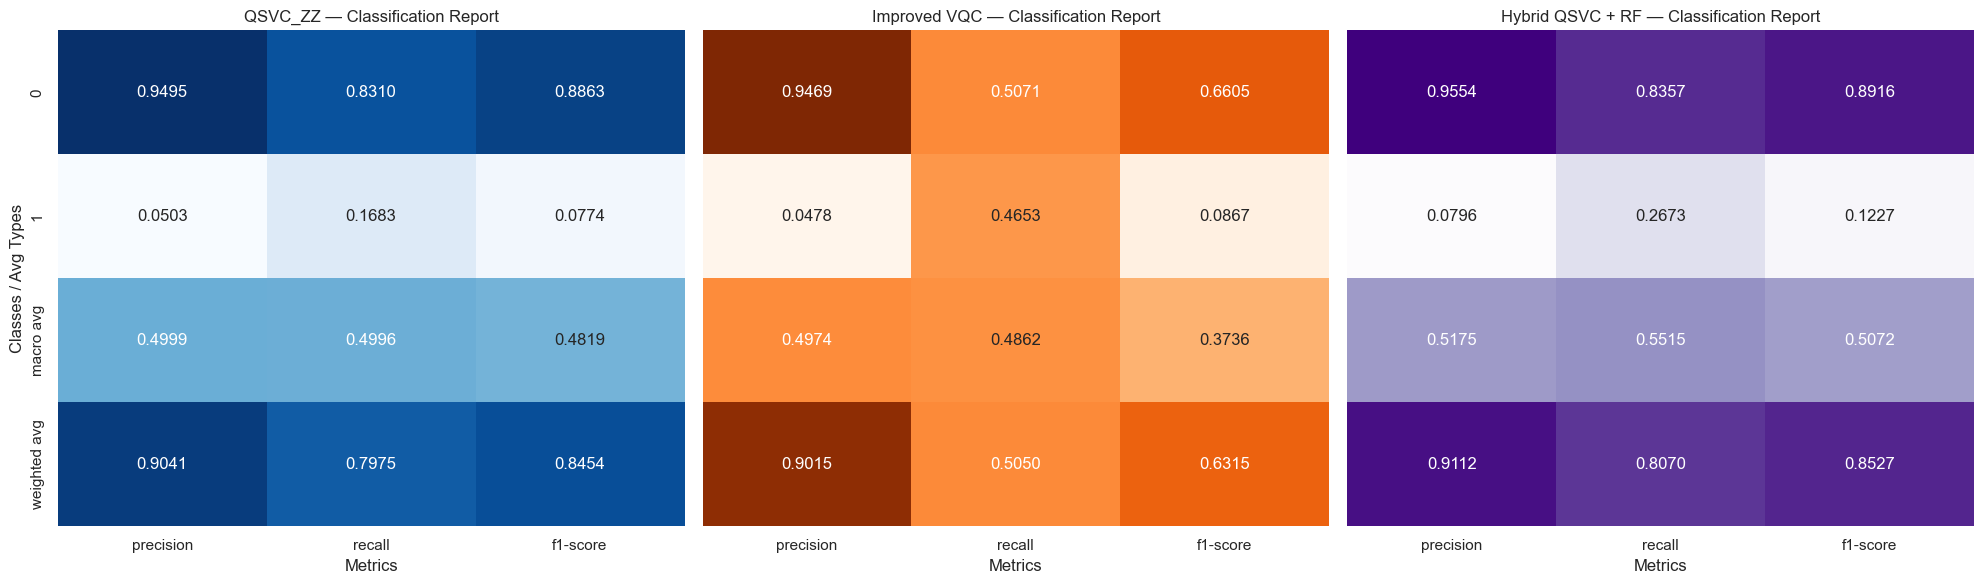 QSVC_ZZ — Classification Report
Improved VQC — Classification Report
Hybrid QSVC + RF — Classification Report
Classes / Avg Types
0
0.9495 0.8310 0.8863
0.9469 0.5071 0.6605
0.9554 0.8357 0.8916
1
0.0503 0.1683 0.0774
0.0478 0.4653 0.0867
0.0796 0.2673 0.1227
macro avg
0.4999 0.4996 0.4819
0.4974 0.4862 0.3736
0.5175 0.5515 0.5072
weighted avg
0.9041 0.7975 0.8454
0.9015 0.5050 0.6315
0.9112 0.8070 0.8527
precision recall f1-score
precision recall f1-score
precision recall f1-score
Metrics
Metrics
Metrics